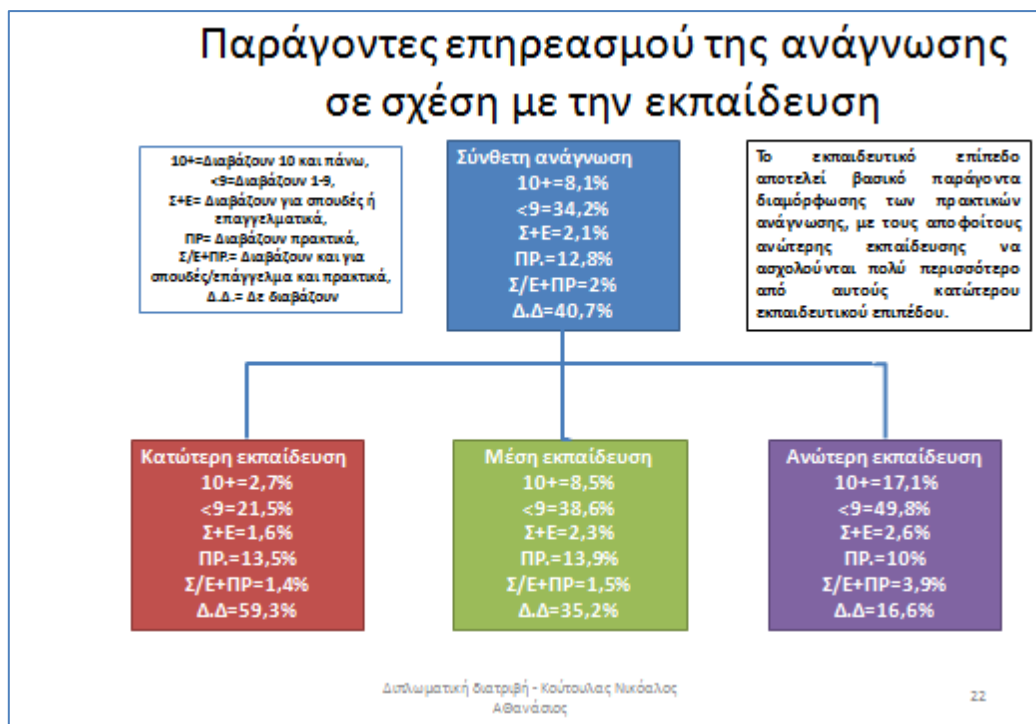 Παράγοντες επηρεασμού της ανάγνωσης
σε σχέση με την εκπαίδευση
10+=Διαβάζουν 10 και πάνω,
<9=Διαβάζουν 1-9,
Σ+Ε= Διαβάζουν για σπουδές ή
επαγγελματικά,
ΠΡ= Διαβάζουν πρακτικά,
Σ/Ε+ΠΡ.= Διαβάζουν και για
σπουδές/επάγγελμα και πρακτικά,
Δ.Δ.= Δε διαβάζουν
Σύνθετη ανάγνωση
10+=8,1%
<9=34,2%
Σ+Ε=2,1%
ΠΡ.=12,8%
Σ/Ε+ΠΡ=2%
Δ.Δ=40,7%
Το εκπαιδευτικό επίπεδο
αποτελεί βασικό παράγοντα
διαμόρφωσης των πρακτικών
ανάγνωσης, με τους αποφοίτους
ανώτερης εκπαίδευσης να
ασχολούνται πολύ περισσότερο
από αυτούς κατώτερου
εκπαιδευτικού επιπέδου.
Κατώτερη εκπαίδευση
10+=2,7%
<9=21,5%
Σ+Ε=1,6%
ΠΡ.=13,5%
Σ/Ε+ΠΡ=1,4%
Δ.Δ=59,3%
Μέση εκπαίδευση
10+=8,5%
<9=38,6%
Σ+Ε=2,3%
ΠΡ.=13,9%
Σ/Ε+ΠΡ=1,5%
Δ.Δ=35,2%
Ανώτερη εκπαίδευση
10+=17,1%
<9=49,8%
Σ+Ε=2,6%
ΠΡ.=10%
Σ/Ε+ΠΡ=3,9%
Δ.Δ=16,6%
Διπλωματική διατριβή - Κούτουλας Νικόαλος
Αθανάσιος
22